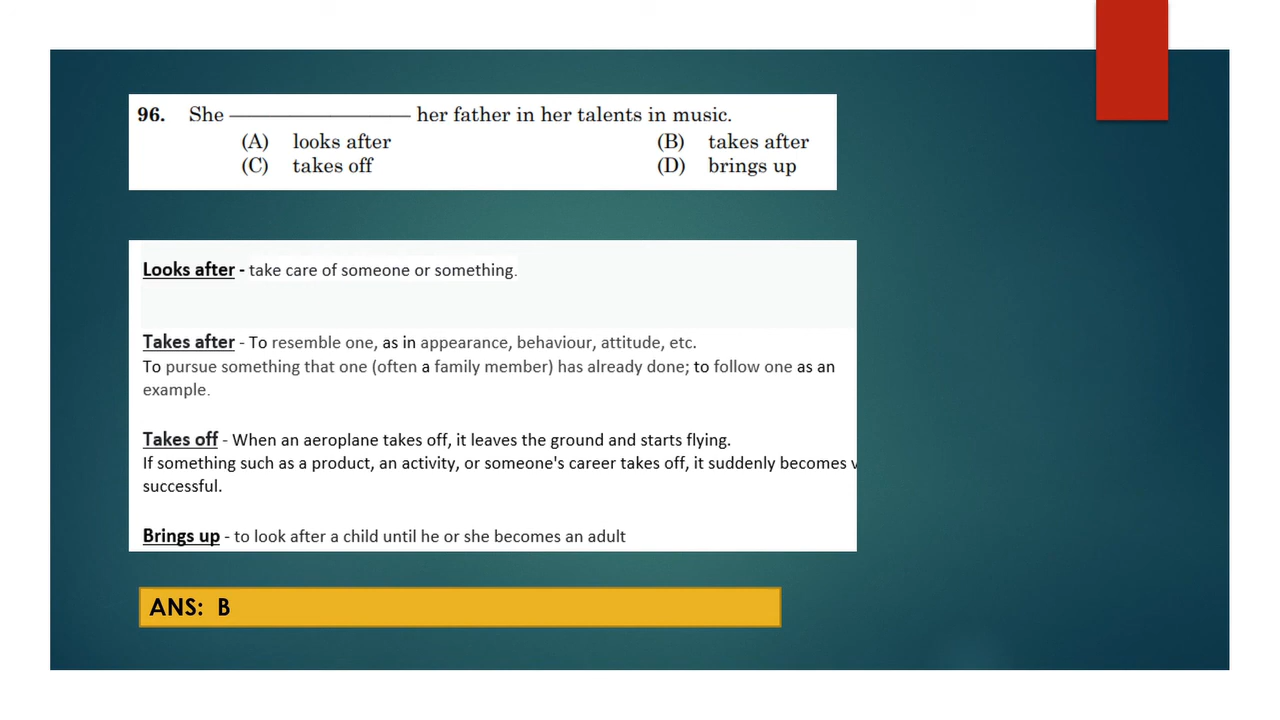 96. She ——————— her father in her talents in music.
(A) looks after (B) takes after
(C) takes off (D) brings up
Looks after - take care of someone or something.
Takes after - To resemble one, as in appearance, behaviour, attitude, etc.
To pursue something that one (often a family member) has already done; to follow one as an
example.
Takes off - When an aeroplane takes off, it leaves the ground and starts flying.
If something such as a product, an activity, or someone's career takes off, it suddenly becomes
successful.
Brings up - to look after a child until he or she becomes an adult
ANS: B